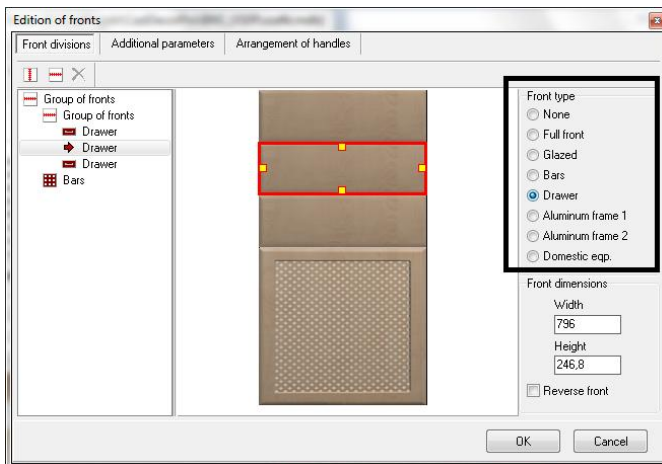 Edition of fronts
Front divisions
Additional parameters
Arrangement of handles
Group of fronts
Group of fronts
Drawer
Drawer
Drawer
Bars
Front type
None
Full front
Glazed
Bars
Drawer
Aluminum frame 1
Aluminum frame 2
Domestic eqp.
Front dimensions
Width
796
Height
246,8
Reverse front
OK
Cancel